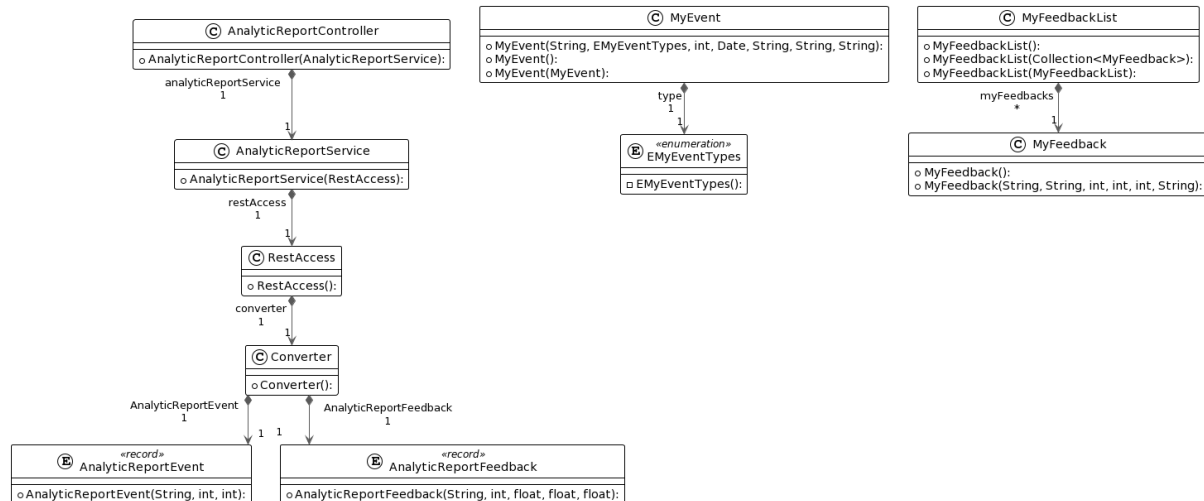 C AnalyticReportController
AnalyticReportController(AnalyticReportService):
analyticReportService
1
1
C AnalyticReportService
AnalyticReportService(RestAccess):
restAccess
1
1
C RestAccess
RestAccess():
converter
1
1
C Converter
Converter():
AnalyticReportEvent
1
1
AnalyticReportFeedback
1
1
E «record»
AnalyticReportEvent
AnalyticReportEvent(String, int, int):
E «record»
AnalyticReportFeedback
AnalyticReportFeedback(String, int, float, float, float):
C MyEvent
MyEvent(String, EMyEventTypes, int, Date, String, String, String):
MyEvent():
MyEvent(MyEvent):
type
1
1
E «enumeration»
EMyEventTypes
EMyEventTypes():
C MyFeedbackList
MyFeedbackList():
MyFeedbackList(Collection<MyFeedback>):
MyFeedbackList(MyFeedbackList):
myFeedbacks
*
1
C MyFeedback
MyFeedback():
MyFeedback(String, String, int, int, int, String):